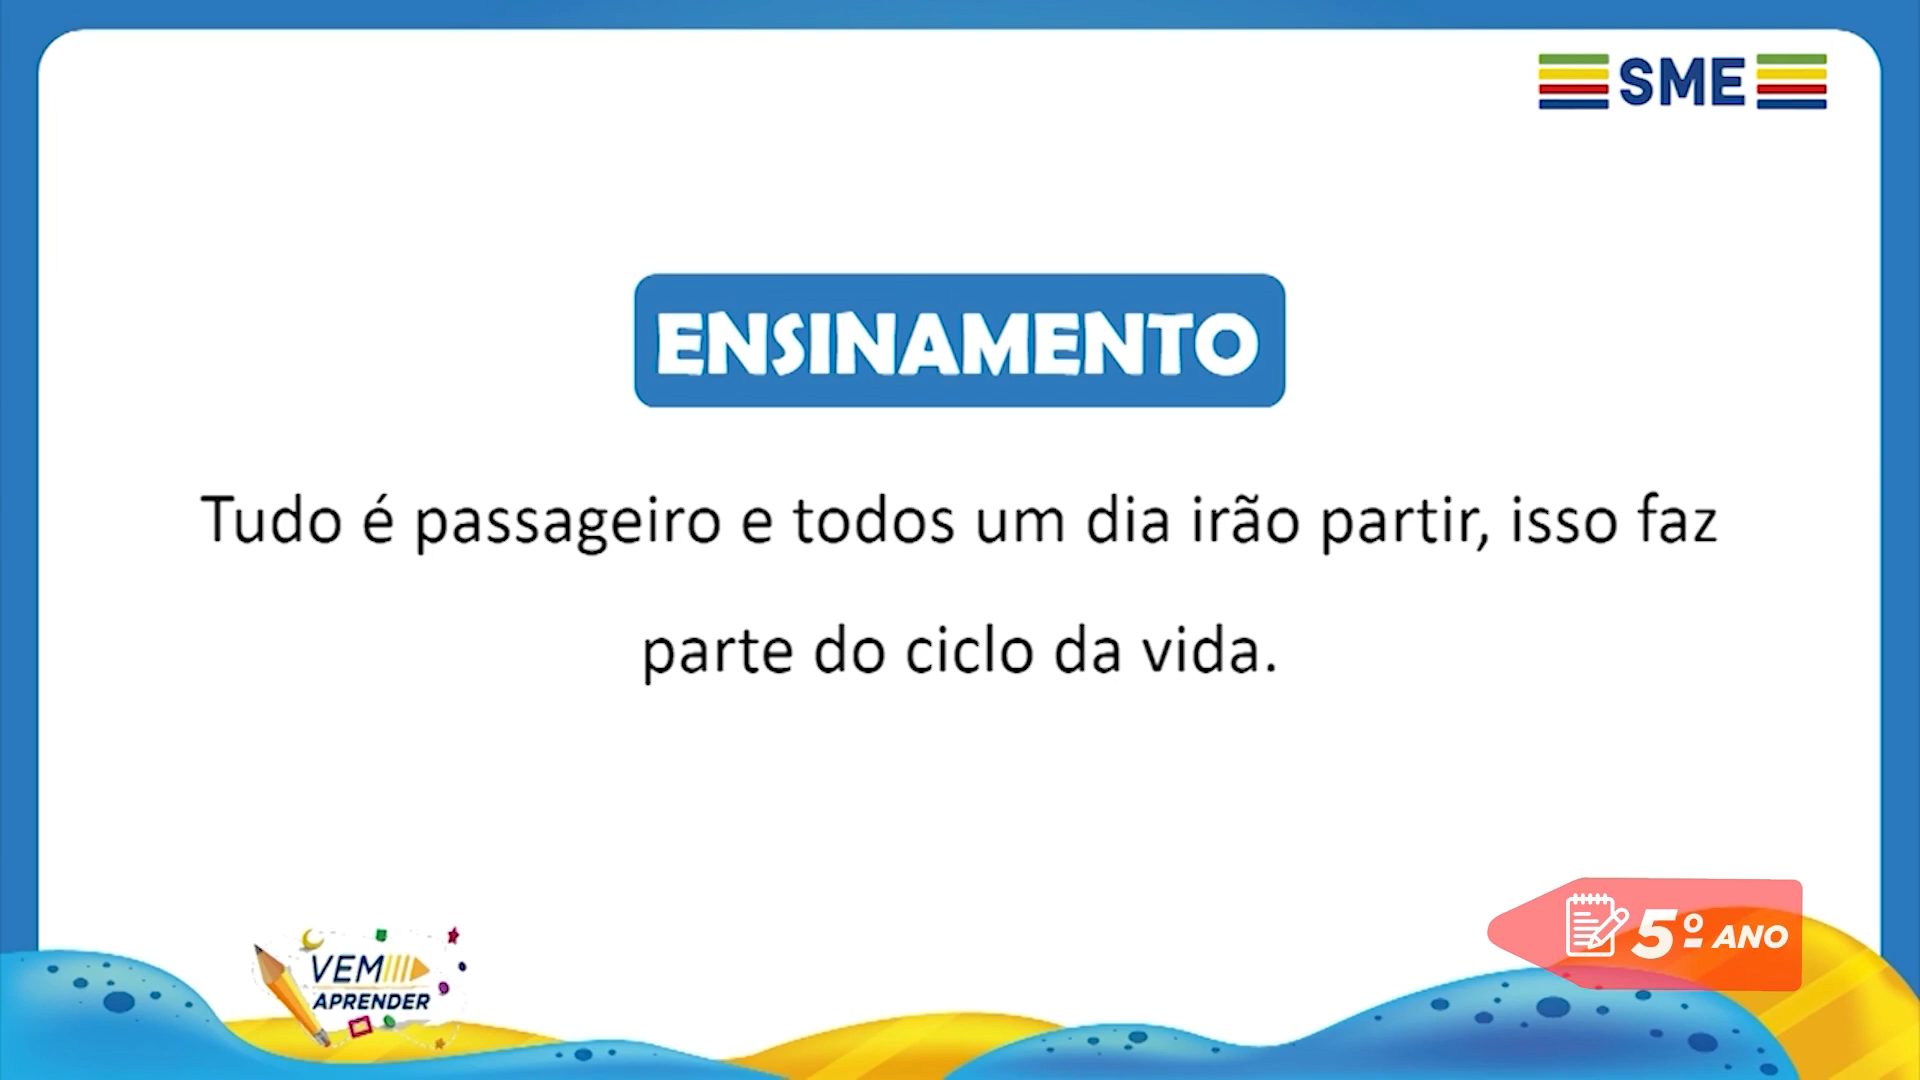 SME
ENSINAMENTO
Tudo é passageiro e todos um dia irão partir, isso faz
parte do ciclo da vida.
5º ANO
VEM
APRENDER